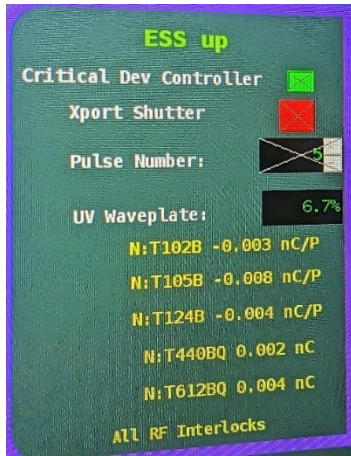 ESS up
Critical Dev Controller
Xport Shutter
Pulse Number: 5
UV Waveplate: 6.7%
N:T102B -0.003 nC/P
N:T105B -0.008 nC/P
N:T124B -0.004 nC/P
N:T440BQ 0.002 nC
N:T612BQ 0.004 nC
All RF Interlocks